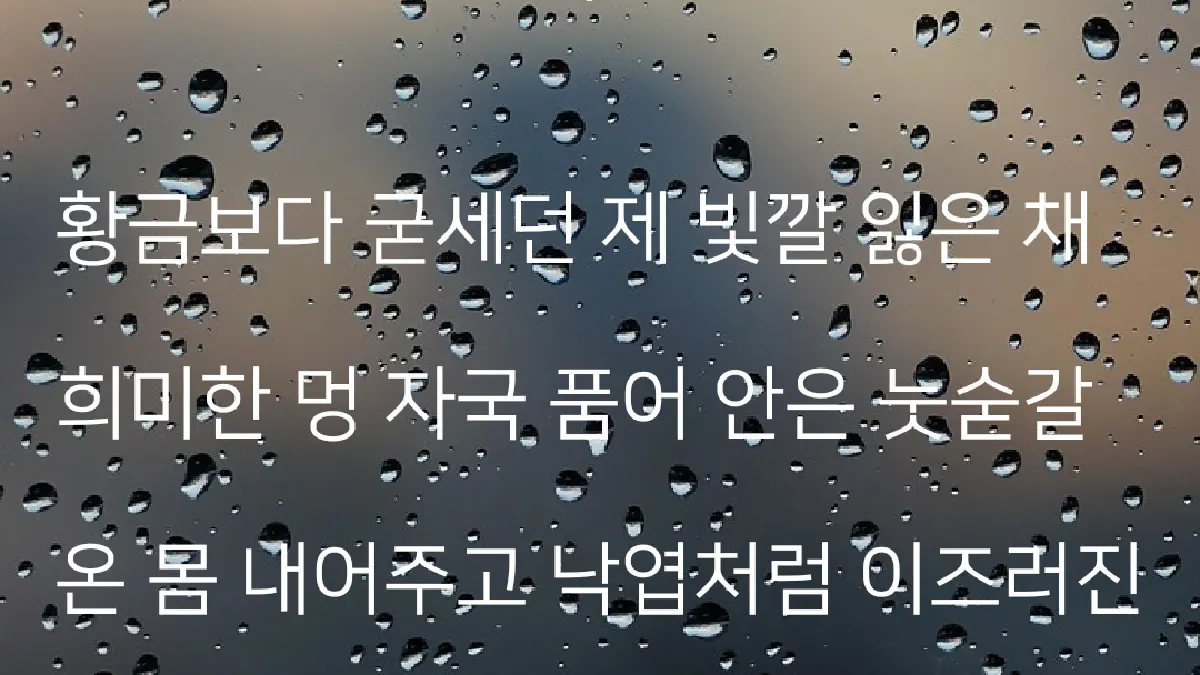 황금보다 굳세던 제 빛깔 잃은 채
희미한 멍 자국 품어 안은 눗숟갈
온 몸 내어주고 낙엽처럼 이즈러진